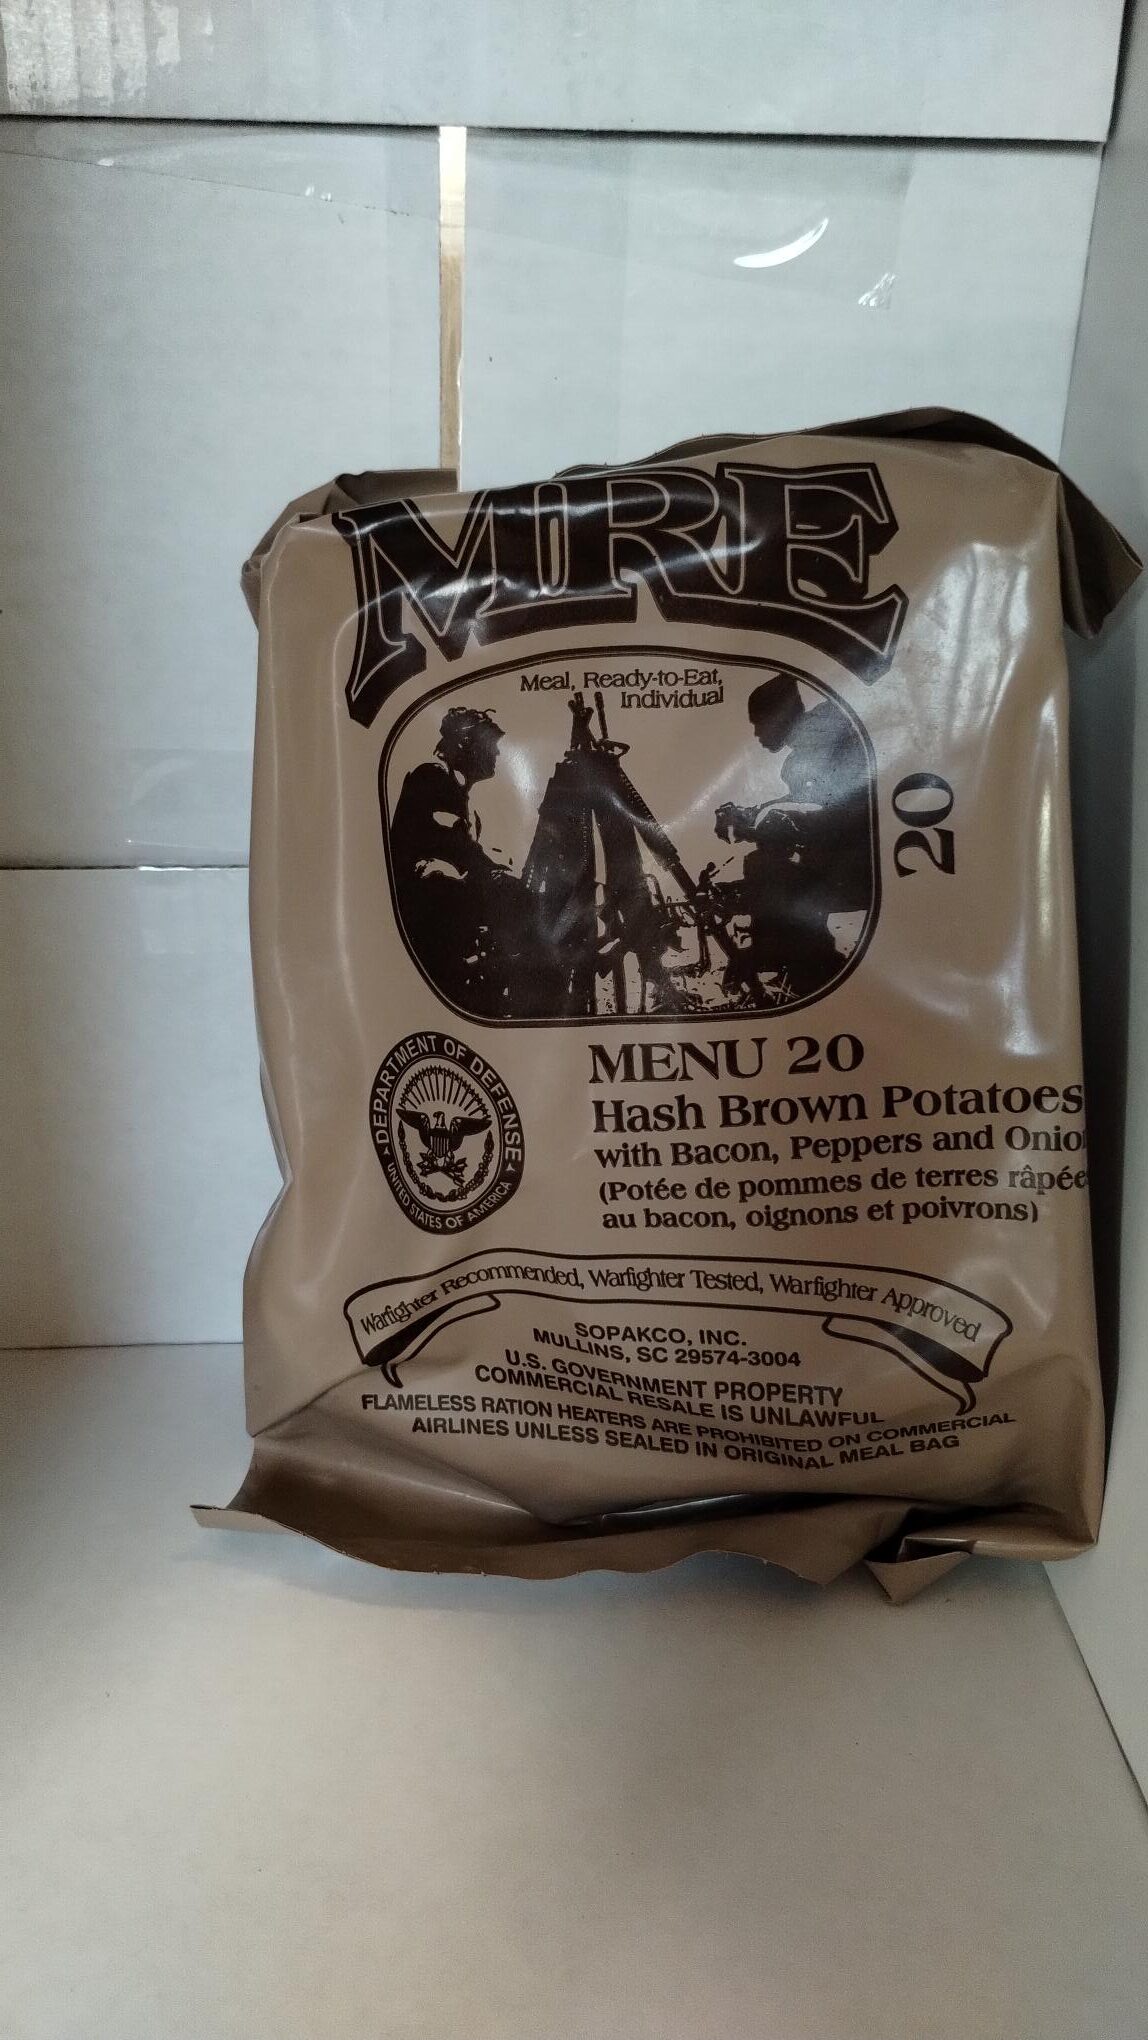 MRE
Meal, Ready-to-Eat,
Individual
20
DEPARTMENT OF DEFENSE
UNITED STATES OF AMERICA
MENU 20
Hash Brown Potatoes
with Bacon, Peppers and Onio
(Potée de pommes de terres râpée
au bacon, oignons et poivrons)
Warfighter Recommended, Warfighter Tested, Warfighter Approved
SOPAKCO, INC.
MULLINS, SC 29574-3004
U.S. GOVERNMENT PROPERTY
COMMERCIAL RESALE IS UNLAWFUL
FLAMELESS RATION HEATERS ARE PROHIBITED ON COMMERCIAL
AIRLINES UNLESS SEALED IN ORIGINAL MEAL BAG